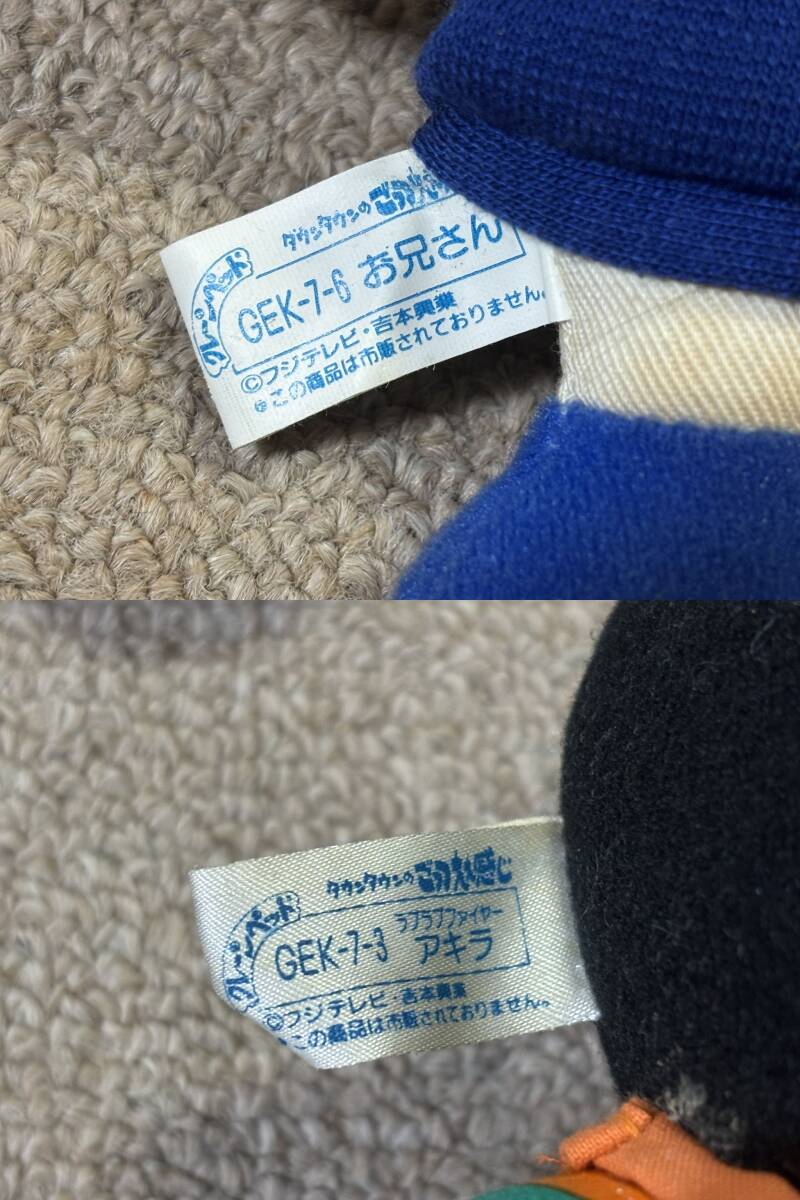 ダウンタウンのごっつ
クレーンペット
GEK-7-6 お兄さん
©フジテレビ・吉本興業
この商品は市販されておりません。
ダウンタウンのごっつええ感じ
クレーンペット
ラブラブファイヤー
GEK-7-3 アキラ
©フジテレビ・吉本興業
この商品は市販されておりません。